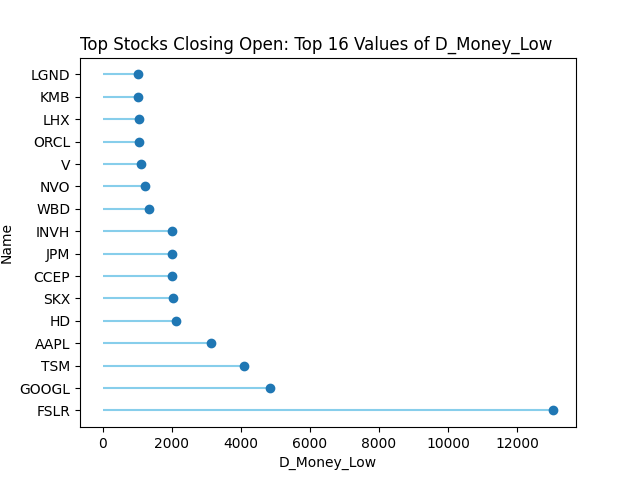 Top Stocks Closing Open: Top 16 Values of D_Money_Low
LGND
KMB
LHX
ORCL
V
NVO
WBD
INVH
JPM
CCEP
SKX
HD
AAPL
TSM
GOOGL
FSLR
Name
0 2000 4000 6000 8000 10000 12000
D_Money_Low